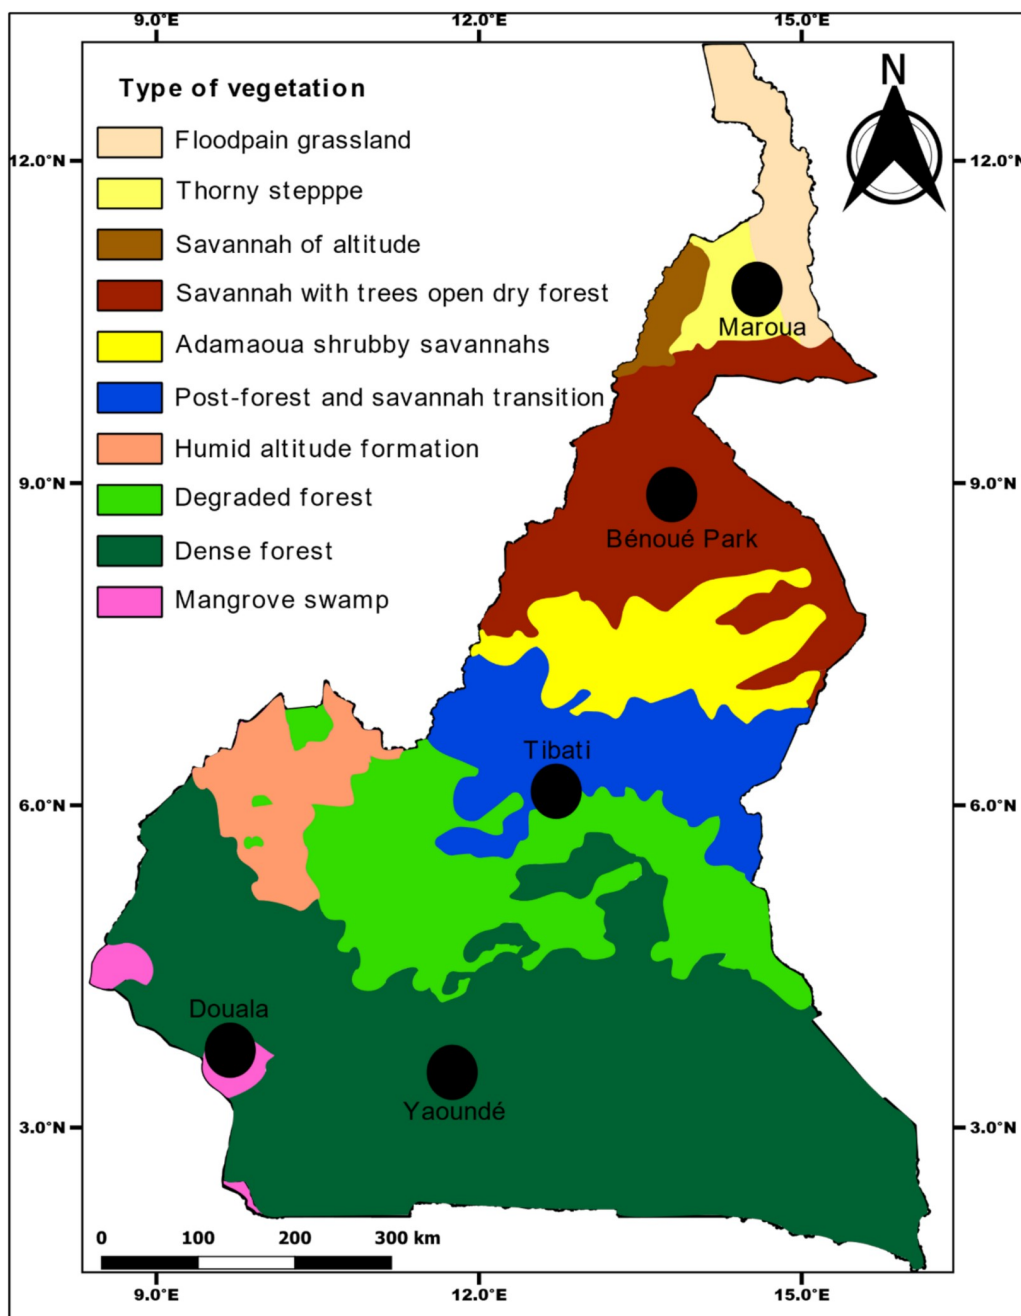 9.0°E 12.0°E 15.0°E
N
Type of vegetation
Floodpain grassland
12.0°N 12.0°N
Thorny stepppe
Savannah of altitude
Savannah with trees open dry forest
Maroua
Adamaoua shrubby savannahs
Post-forest and savannah transition
Humid altitude formation
9.0°N 9.0°N
Degraded forest
Bénoué Park
Dense forest
Mangrove swamp
Tibati
6.0°N 6.0°N
Douala
Yaoundé
3.0°N 3.0°N
0 100 200 300 km
9.0°E 12.0°E 15.0°E